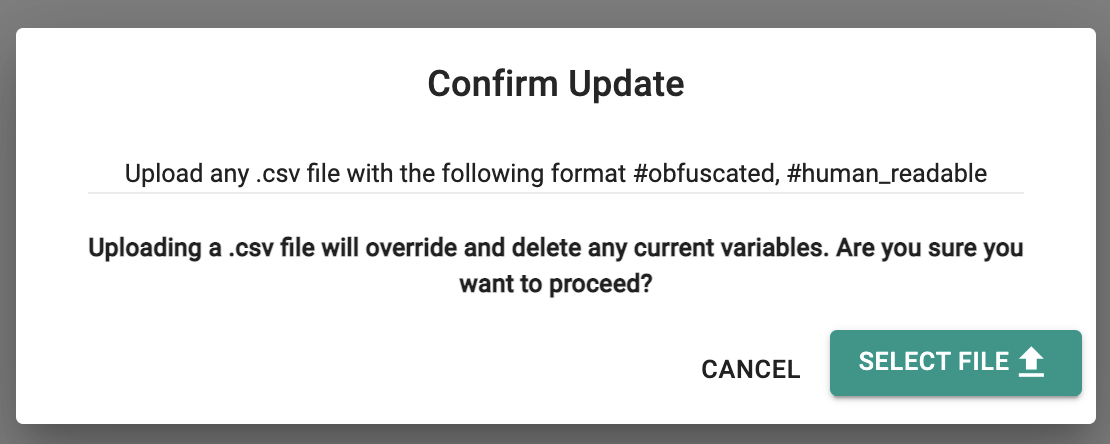 Confirm Update
Upload any .csv file with the following format #obfuscated, #human_readable
Uploading a .csv file will override and delete any current variables. Are you sure you
want to proceed?
CANCEL
SELECT FILE